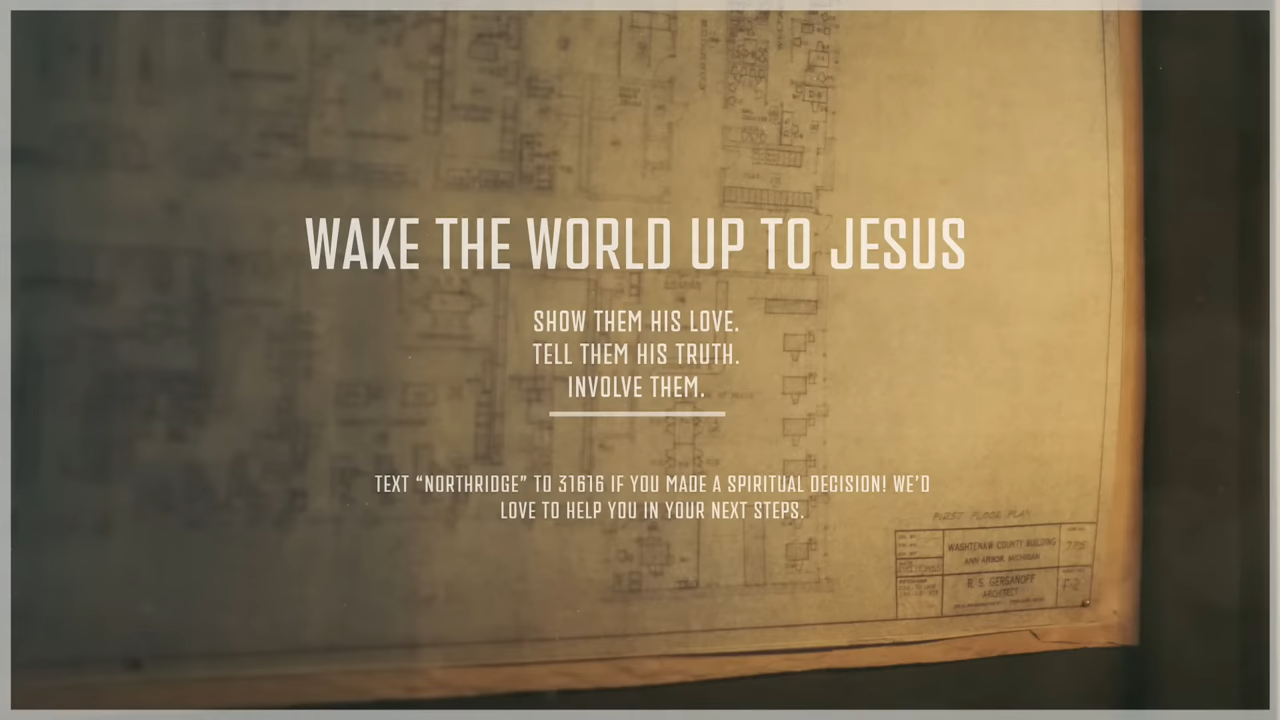 WAKE THE WORLD UP TO JESUS
SHOW THEM HIS LOVE.
TELL THEM HIS TRUTH.
INVOLVE THEM.
TEXT “NORTHRIDGE” TO 31616 IF YOU MADE A SPIRITUAL DECISION! WE'D
LOVE TO HELP YOU IN YOUR NEXT STEPS.
FIRST FLOOR PLAN
WASHTENAW COUNTY BUILDING
ANN ARBOR, MICHIGAN
R. S. GERGANOFF
ARCHITECT